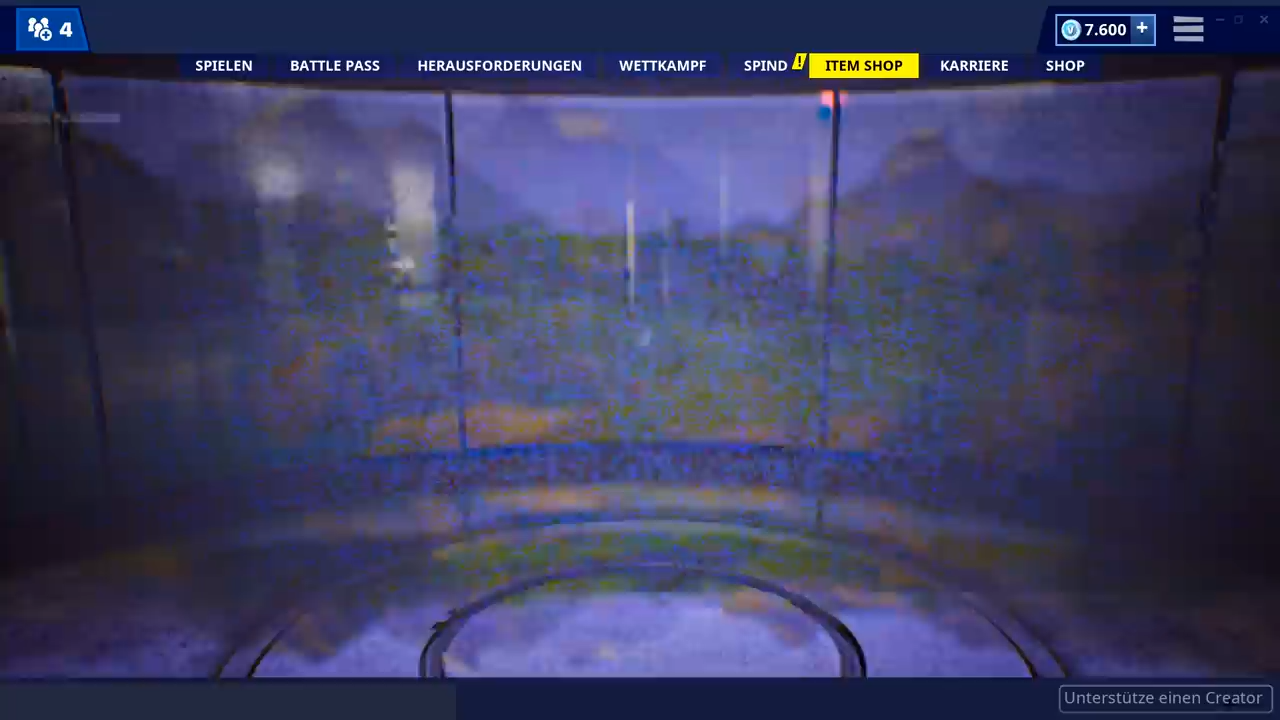 4
7.600 +
SPIELEN BATTLE PASS HERAUSFORDERUNGEN WETTKAMPF SPIND ! ITEM SHOP KARRIERE SHOP
Unterstütze einen Creator